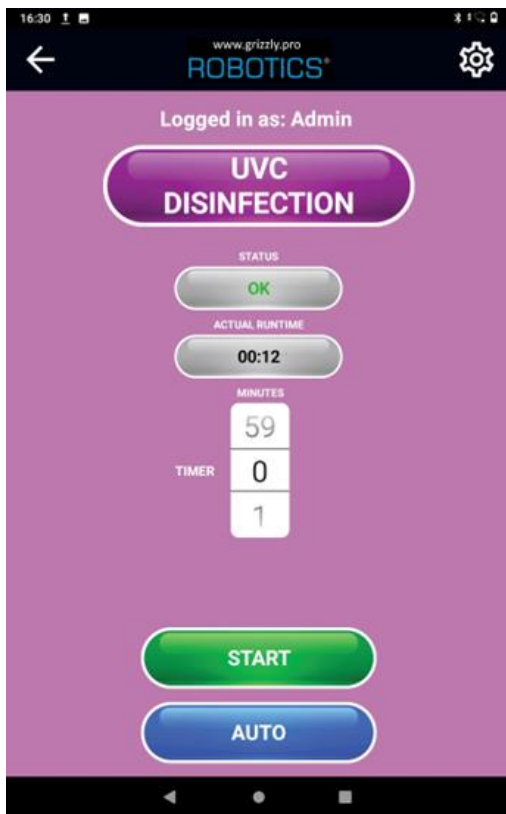 16:30
www.grizzly.pro
ROBOTICS®
Logged in as: Admin
UVC
DISINFECTION
STATUS
OK
ACTUAL RUNTIME
00:12
MINUTES
59
TIMER 0
1
START
AUTO